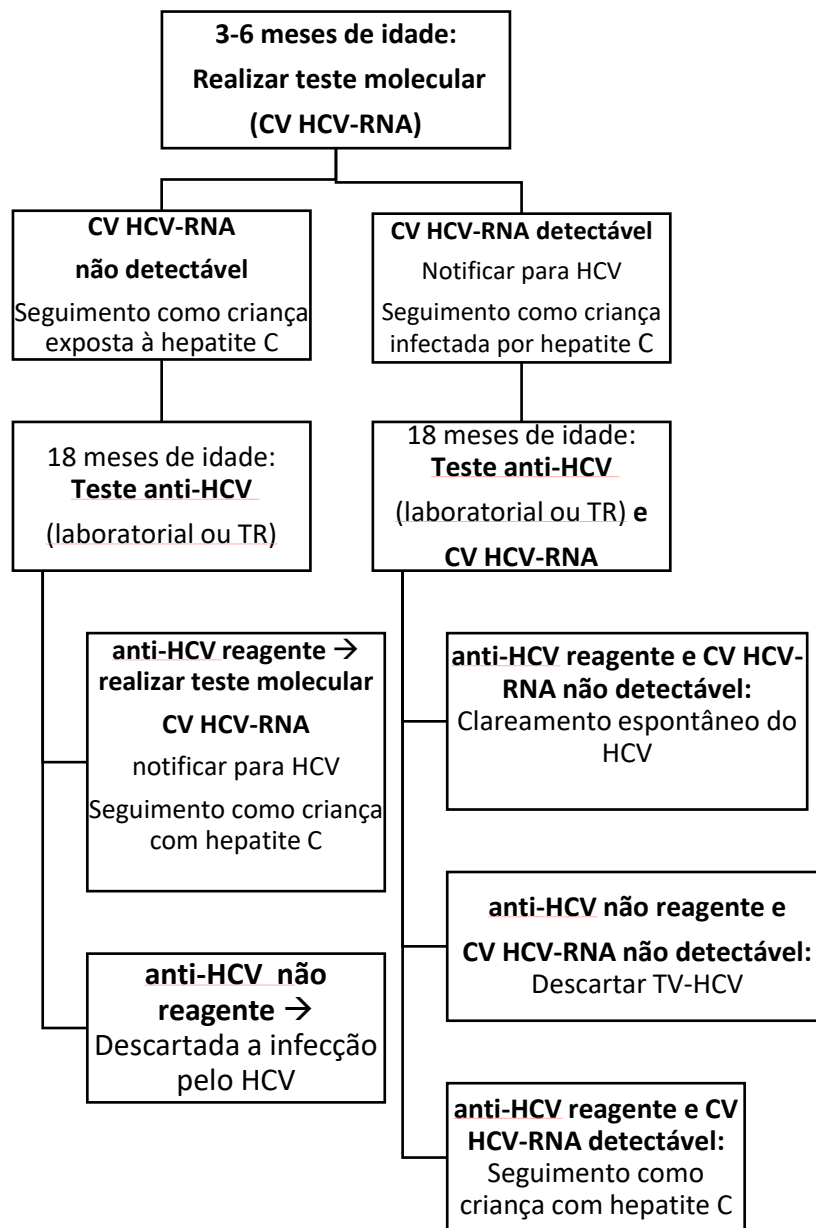 3-6 meses de idade:
Realizar teste molecular
(CV HCV-RNA)
CV HCV-RNA
não detectável
Seguimento como criança
exposta à hepatite C
CV HCV-RNA detectável
Notificar para HCV
Seguimento como criança
infectada por hepatite C
18 meses de idade:
Teste anti-HCV
(laboratorial ou TR)
18 meses de idade:
Teste anti-HCV
(laboratorial ou TR) e
CV HCV-RNA
anti-HCV reagente →
realizar teste molecular
CV HCV-RNA
notificar para HCV
Seguimento como criança
com hepatite C
anti-HCV reagente e CV HCV-
RNA não detectável:
Clareamento espontâneo do
HCV
anti-HCV não reagente e
CV HCV-RNA não detectável:
Descartar TV-HCV
anti-HCV não
reagente →
Descartada a infecção
pelo HCV
anti-HCV reagente e CV
HCV-RNA detectável:
Seguimento como
criança com hepatite C